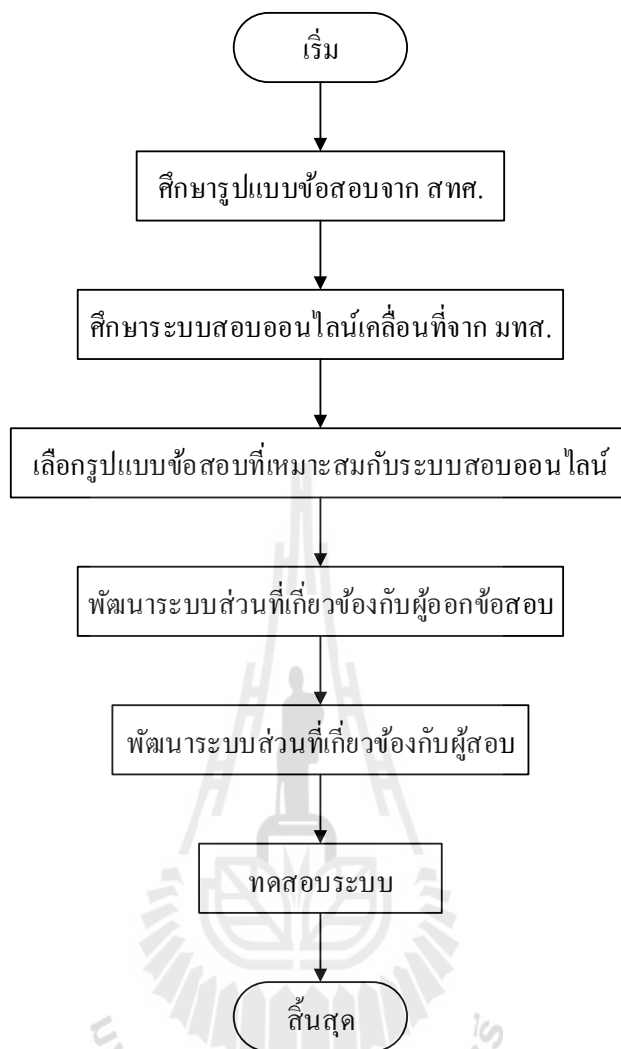 เริ่ม
ศึกษารูปแบบข้อสอบจาก สทศ.
ศึกษาระบบสอบออนไลน์เคลื่อนที่จาก มทส.
เลือกรูปแบบข้อสอบที่เหมาะสมกับระบบสอบออนไลน์
พัฒนาระบบส่วนที่เกี่ยวข้องกับผู้ออกข้อสอบ
พัฒนาระบบส่วนที่เกี่ยวข้องกับผู้สอบ
ทดสอบระบบ
สิ้นสุด